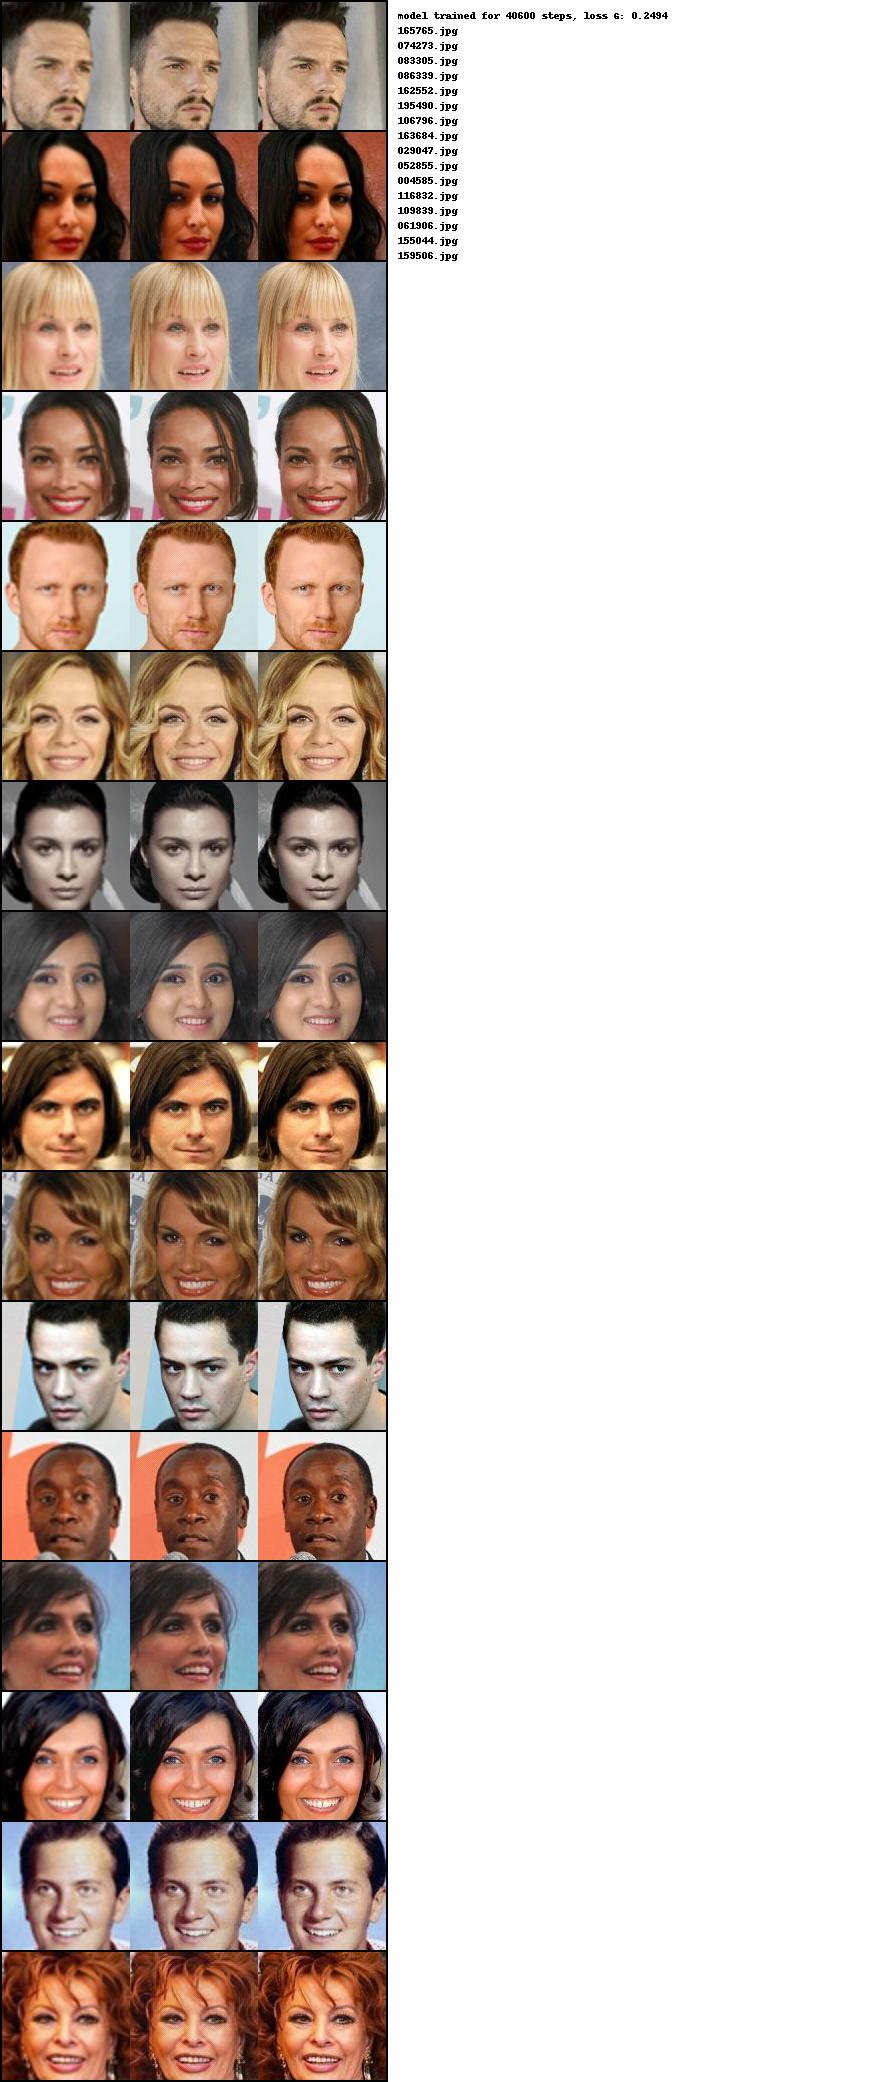 model trained for 40600 steps, loss G: 0.2494
165765.jpg
074273.jpg
083305.jpg
086339.jpg
162552.jpg
195490.jpg
106796.jpg
163684.jpg
029047.jpg
052855.jpg
004585.jpg
116832.jpg
109839.jpg
061906.jpg
155044.jpg
159506.jpg